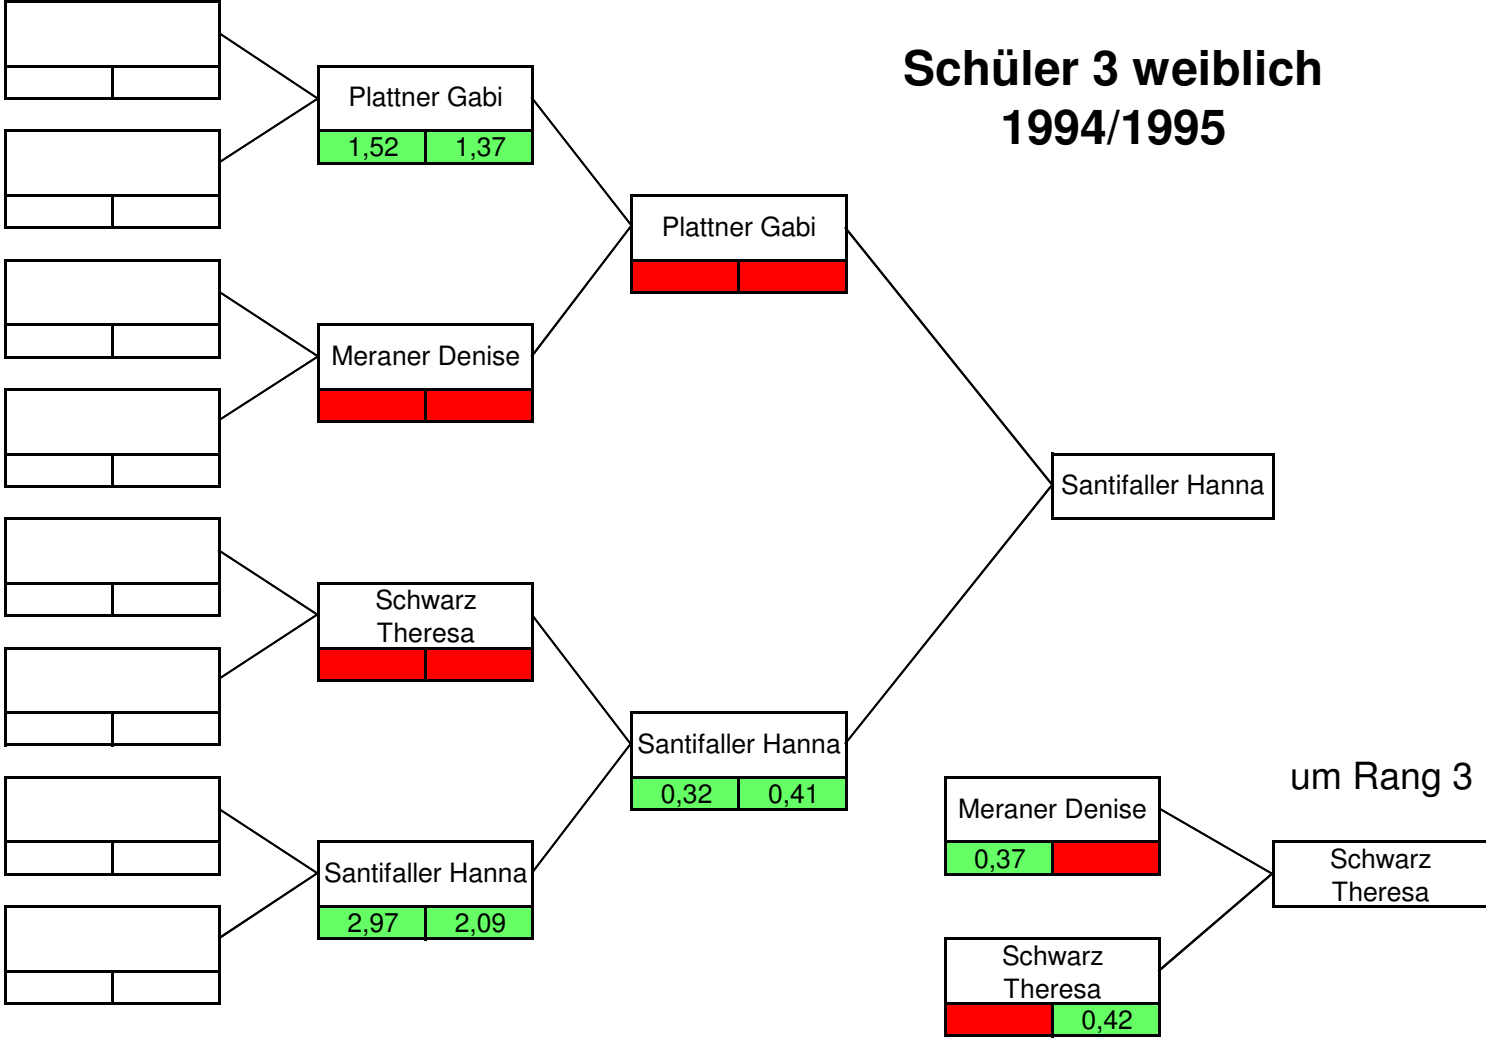 Schüler 3 weiblich
1994/1995
Plattner Gabi
1,52 1,37
Plattner Gabi
Meraner Denise
Santifaller Hanna
Schwarz
Theresa
Santifaller Hanna
0,32 0,41
Santifaller Hanna
2,97 2,09
um Rang 3
Meraner Denise
0,37
Schwarz
Theresa
Schwarz
Theresa
0,42